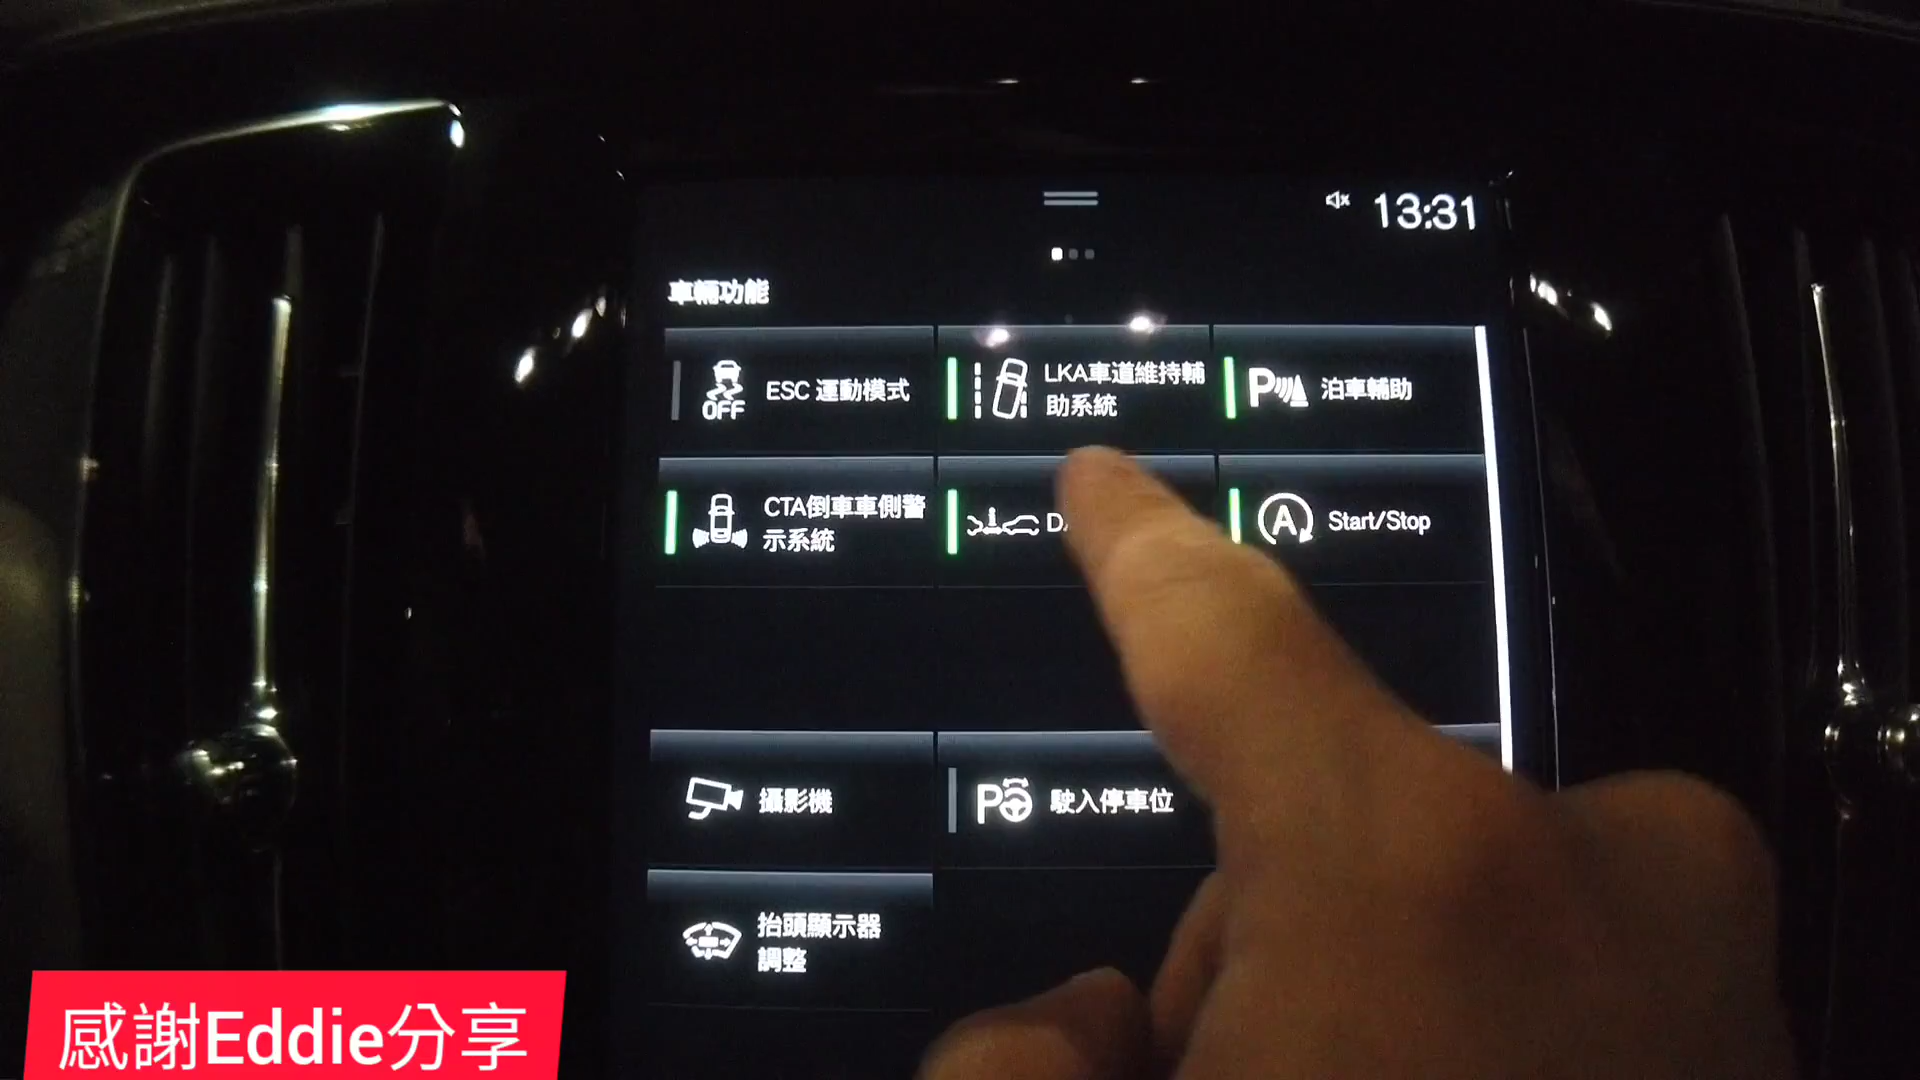 13:31
車輛功能
OFF
ESC 運動模式
LKA車道維持輔
助系統
P
泊車輔助
CTA倒車車側警
示系統
A
Start/Stop
攝影機
P
駛入停車位
抬頭顯示器
調整
感謝Eddie分享